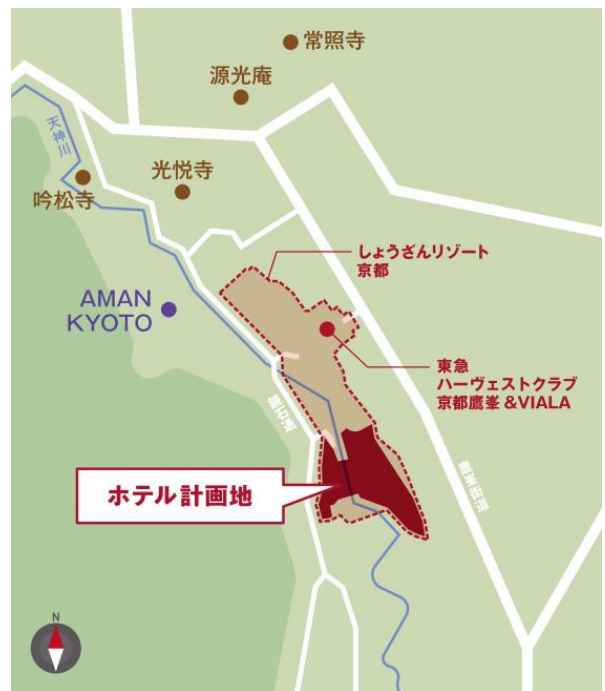 常照寺
源光庵
天神川
光悦寺
吟松寺
しょうざんリゾート
京都
AMAN
KYOTO
東急
ハーヴェストクラブ
京都鷹峯 &VIALA
鏡石通
鷹峯街道
ホテル計画地
N